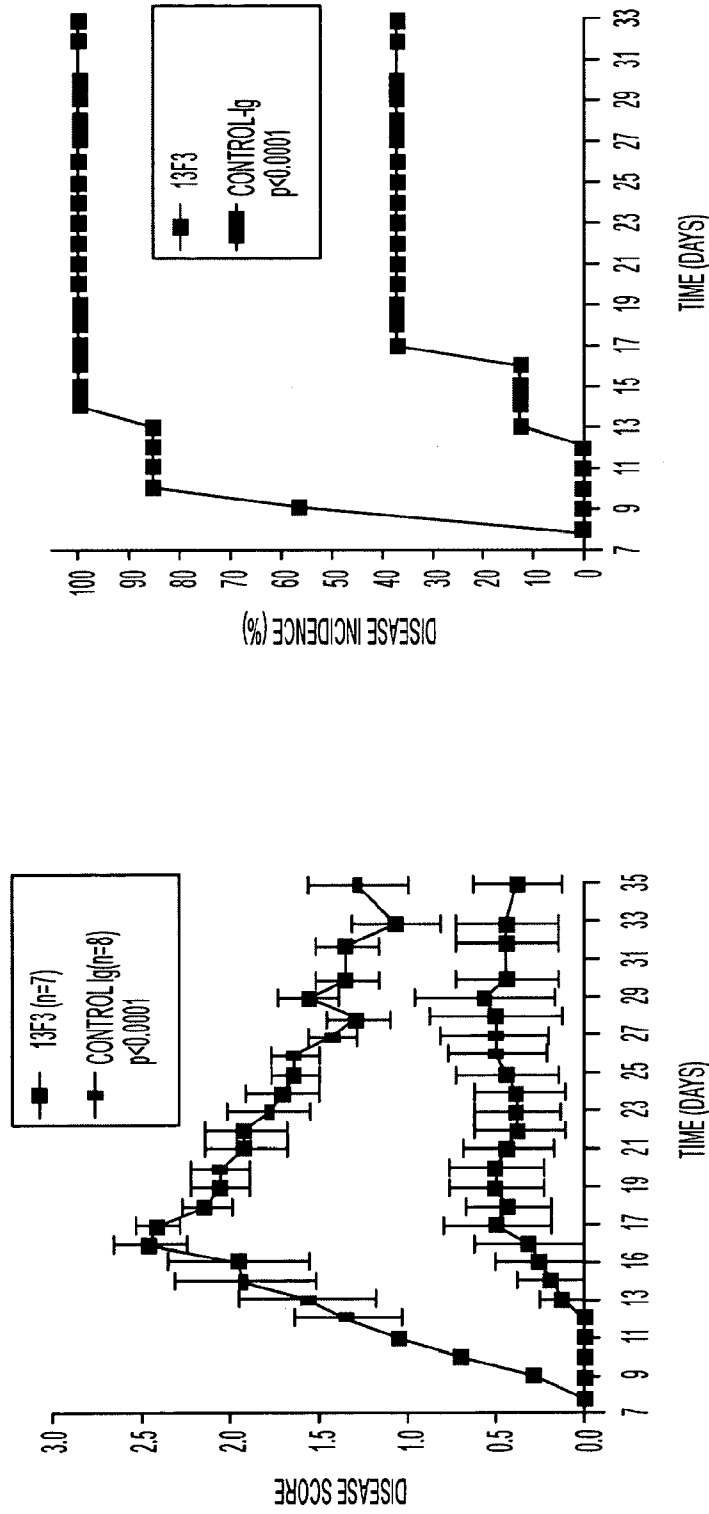 3.0
2.5
2.0
1.5
1.0
0.5
0.0
DISEASE SCORE
7 9 11 13 16 17 19 21 23 25 27 29 31 33 35
TIME (DAYS)
13F3 (n=7)
CONTROL Ig(n=8)
p<0.0001
100
90
80
70
60
50
40
30
20
10
0
DISEASE INCIDENCE (%)
7 9 11 13 15 17 19 21 23 25 27 29 31 33
TIME (DAYS)
13F3
CONTROL-Ig
p<0.0001